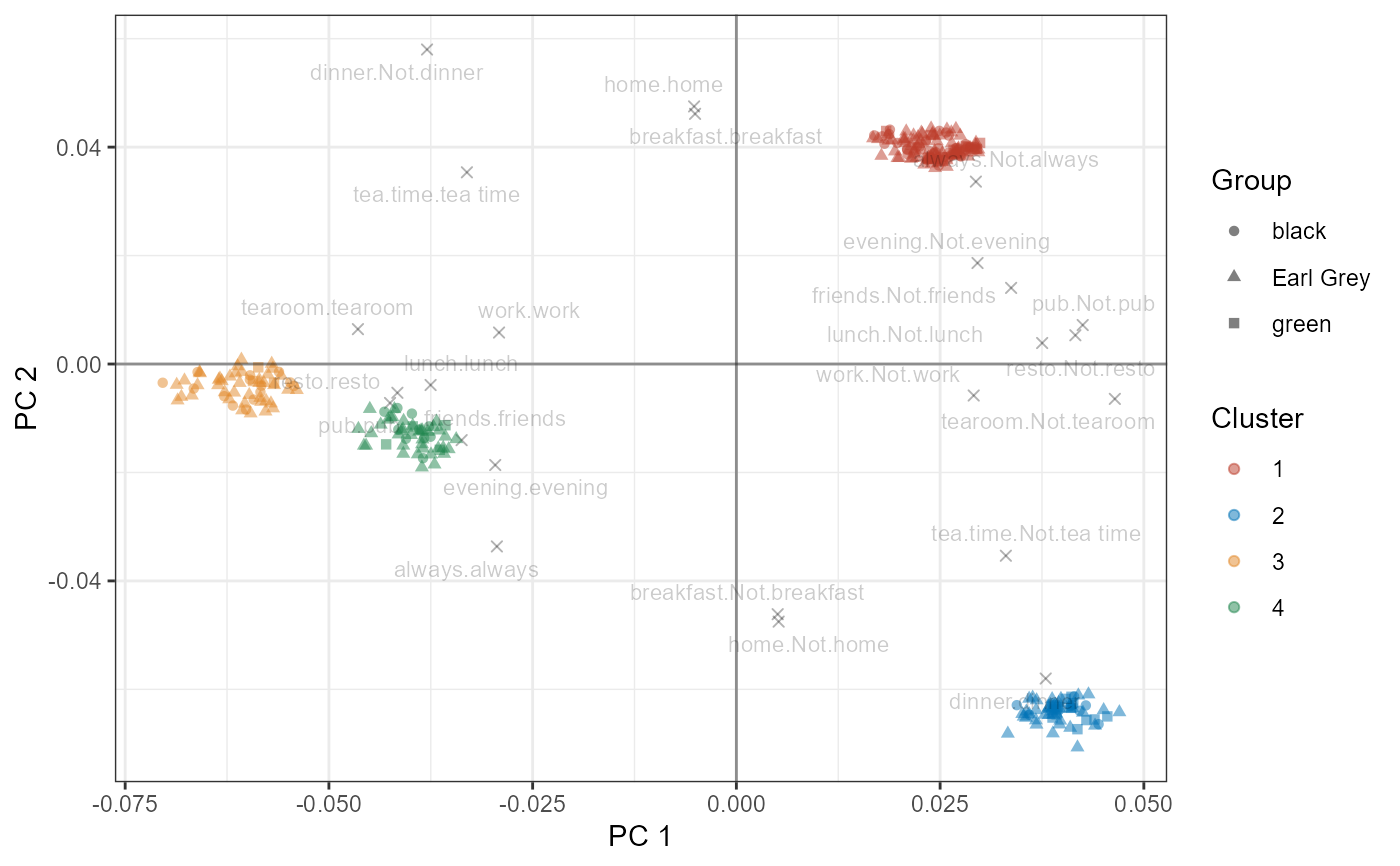 dinner.Not.dinner
home.home
breakfast.breakfast
always.Not.always
tea.time.tea time
evening.Not.evening
friends.Not.friends
pub.Not.pub
tearoom.tearoom
work.work
lunch.Not.lunch
lunch.lunch
resto.Not.resto
resto.resto
work.Not.work
pub.pub
friends.friends
tearoom.Not.tearoom
evening.evening
tea.time.Not.tea time
always.always
breakfast.Not.breakfast
home.Not.home
0.04
0.00
-0.04
PC 2
-0.075
-0.050
-0.025
0.000
0.025
0.050
PC 1
Group
black
Earl Grey
green
Cluster
1
2
3
4